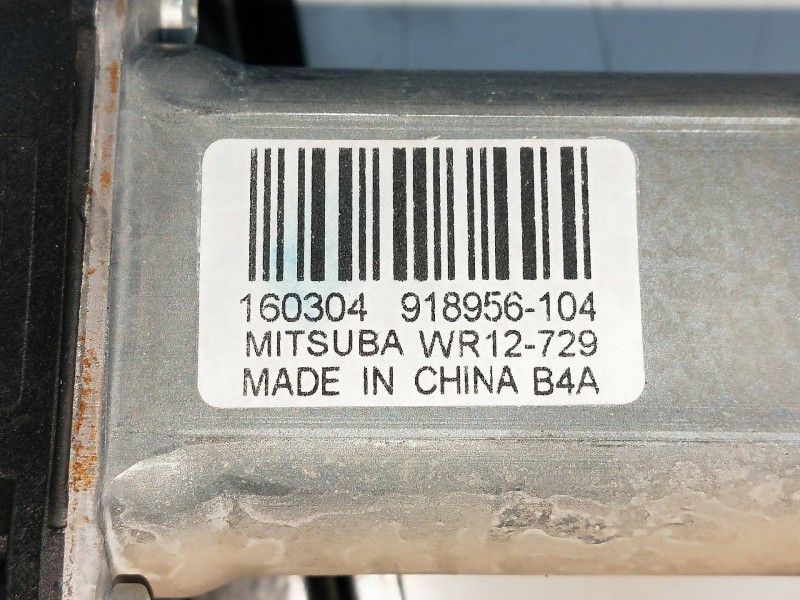 160304 918956-104
MITSUBA WR12-729
MADE IN CHINA B4A